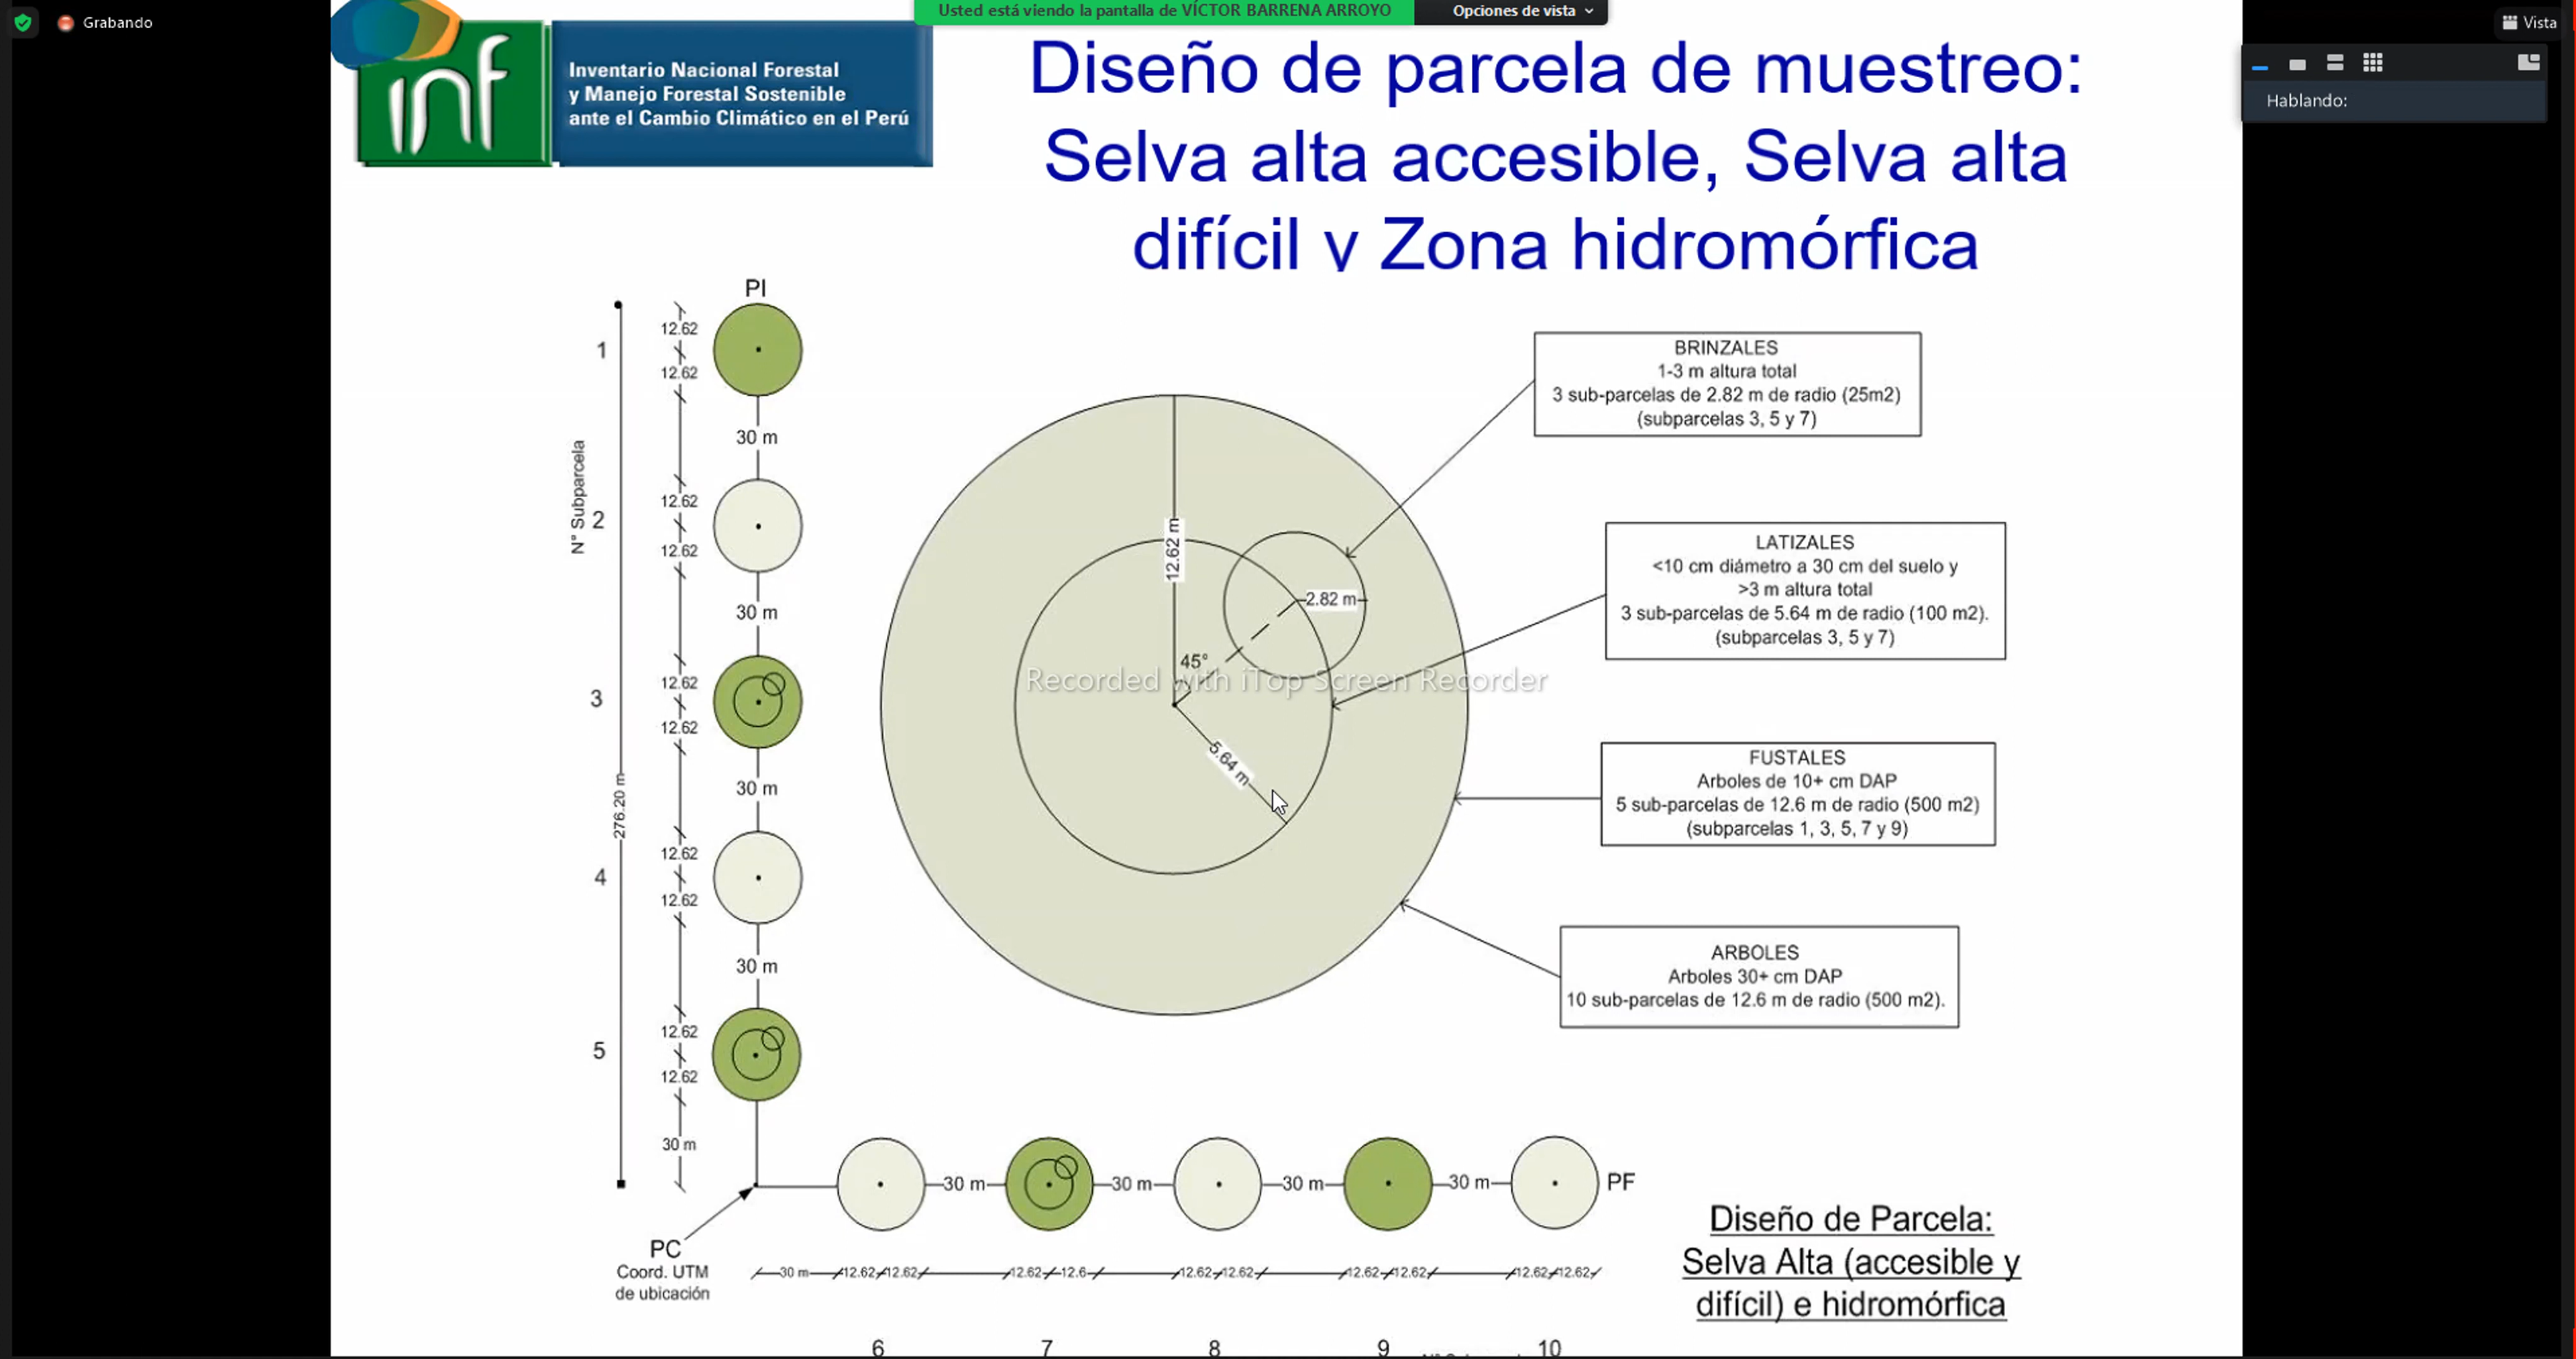 Grabando
Usted está viendo la pantalla de VÍCTOR BARRENA ARROYO
Opciones de vista
Vista
Hablando:
inf
Inventario Nacional Forestal
y Manejo Forestal Sostenible
ante el Cambio Climático en el Perú
Diseño de parcela de muestreo:
Selva alta accesible, Selva alta
difícil y Zona hidromórfica
PI
12.62
1
12.62
30 m
N° Subparcela
12.62
2
12.62
30 m
12.62
3
12.62
30 m
276.20 m
12.62
4
12.62
30 m
12.62
5
12.62
30 m
12.62 m
2.82 m
45°
5.64 m
Recorded with iTop Screen Recorder
BRINZALES
1-3 m altura total
3 sub-parcelas de 2.82 m de radio (25m2)
(subparcelas 3, 5 y 7)
LATIZALES
<10 cm diámetro a 30 cm del suelo y
>3 m altura total
3 sub-parcelas de 5.64 m de radio (100 m2).
(subparcelas 3, 5 y 7)
FUSTALES
Arboles de 10+ cm DAP
5 sub-parcelas de 12.6 m de radio (500 m2)
(subparcelas 1, 3, 5, 7 y 9)
ARBOLES
Arboles 30+ cm DAP
10 sub-parcelas de 12.6 m de radio (500 m2).
30 m 30 m 30 m 30 m PF
PC
Coord. UTM
de ubicación
30 m 12.62 12.62 12.62 12.6 12.62 12.62 12.62 12.62 12.62 12.62
6 7 8 9 10
Diseño de Parcela:
Selva Alta (accesible y
difícil) e hidromórfica